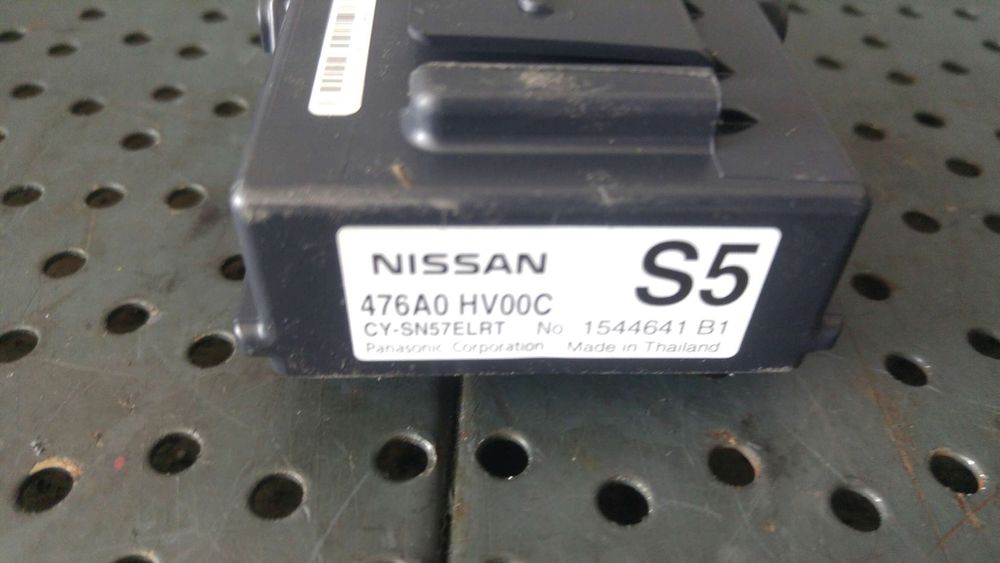 NISSAN
S5
476A0 HV00C
CY-SN57ELRT No 1544641 B1
Panasonic Corporation Made in Thailand